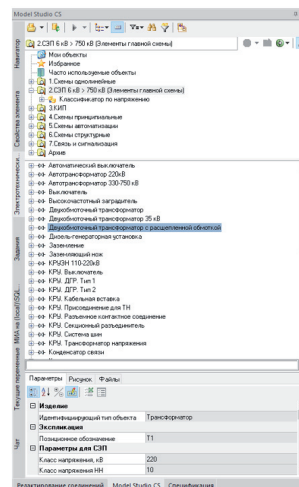 Model Studio CS
2.СЭП 6 кВ > 750 кВ (Элементы главной схемы)
Мои объекты
Избранное
Часто используемые объекты
1.Схемы однолинейные
2.СЭП 6 кВ > 750 кВ (Элементы главной схемы)
Классификатор по напряжению
3.КИП
4.Схемы принципиальные
5.Схемы автоматизации
6.Схемы структурные
7.Связь и сигнализация
Архив
Автоматический выключатель
Автотрансформатор 220кВ
Автотрансформатор 330-750 кВ
Выключатель
Высокочастотный заградитель
Двухобмоточный трансформатор
Двухобмоточный трансформатор 35 кВ
Двухобмоточный трансформатор с расщепленной обмоткой
Дизель-генераторная установка
Заземление
Заземляющий нож
КРУЭН 110-220кВ
КРУ. Выключатель
КРУ. ДГР. Тип 1
КРУ. ДГР. Тип 2
КРУ. Кабельная вставка
КРУ. Присоединение для ТН
КРУ. Разъемное контактное соединение
КРУ. Секционный разъединитель
КРУ. Система шин
КРУ. Трансформатор напряжения
Конденсатор связи
Навигатор
Свойства элемента
Электротехнически...
Задания
МИА на (local)\SQL...
Текущие переменные
Чат
Параметры Рисунок Файлы
Изделие
Идентифицирующий тип объекта Трансформатор
Экспликация
Позиционное обозначение Т1
Параметры для СЭП
Класс напряжения, кВ 220
Класс напряжения НН 10
Редактирование соединений Model Studio CS Спецификация